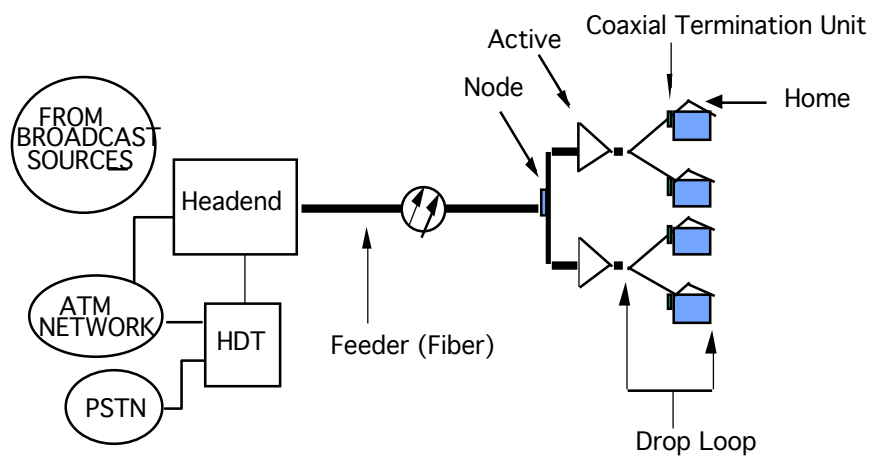 Coaxial Termination Unit
Active
Node
Home
FROM
BROADCAST
SOURCES
Headend
ATM
NETWORK
HDT
Feeder (Fiber)
PSTN
Drop Loop